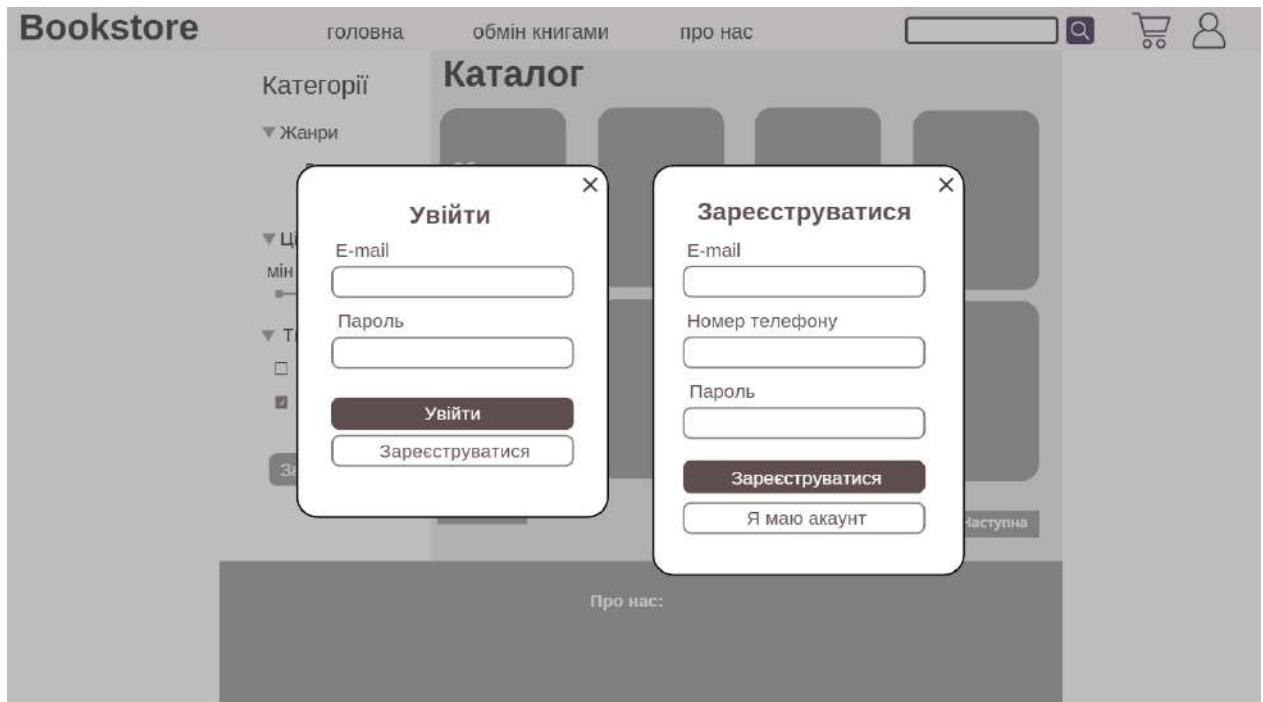 Bookstore
головна
обмін книгами
про нас
Категорії
Каталог
Жанри
мін
Увійти
E-mail
Пароль
Увійти
Зареєструватися
Зареєструватися
E-mail
Номер телефону
Пароль
Зареєструватися
Я маю акаунт
Наступна
Про нас: